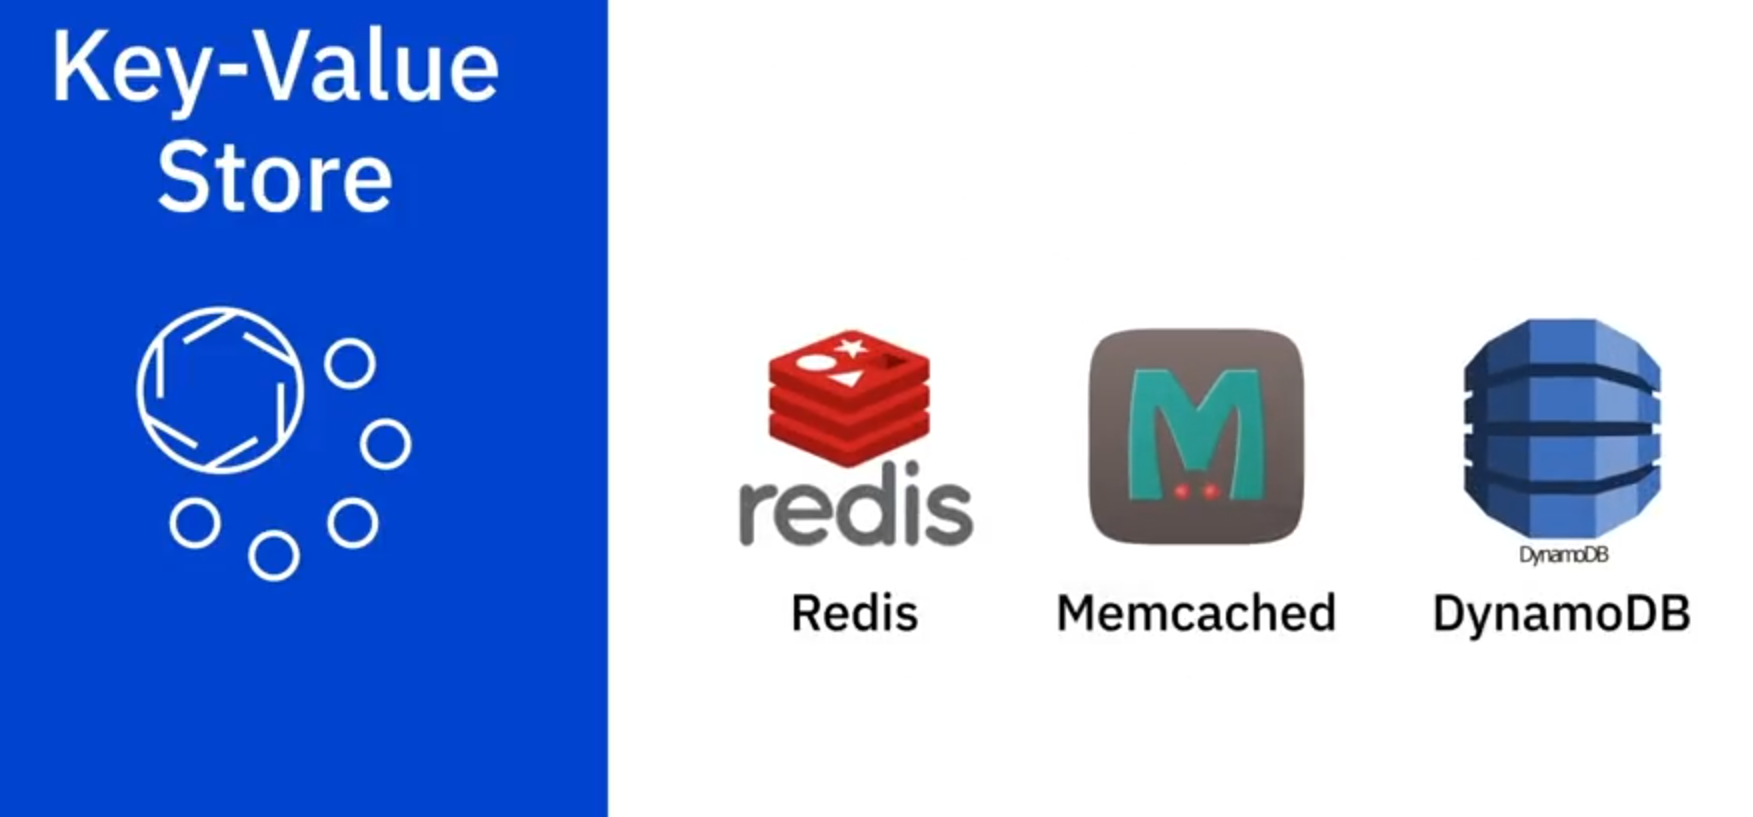 Key-Value
Store
redis
M
DynamoDB
Redis
Memcached
DynamoDB